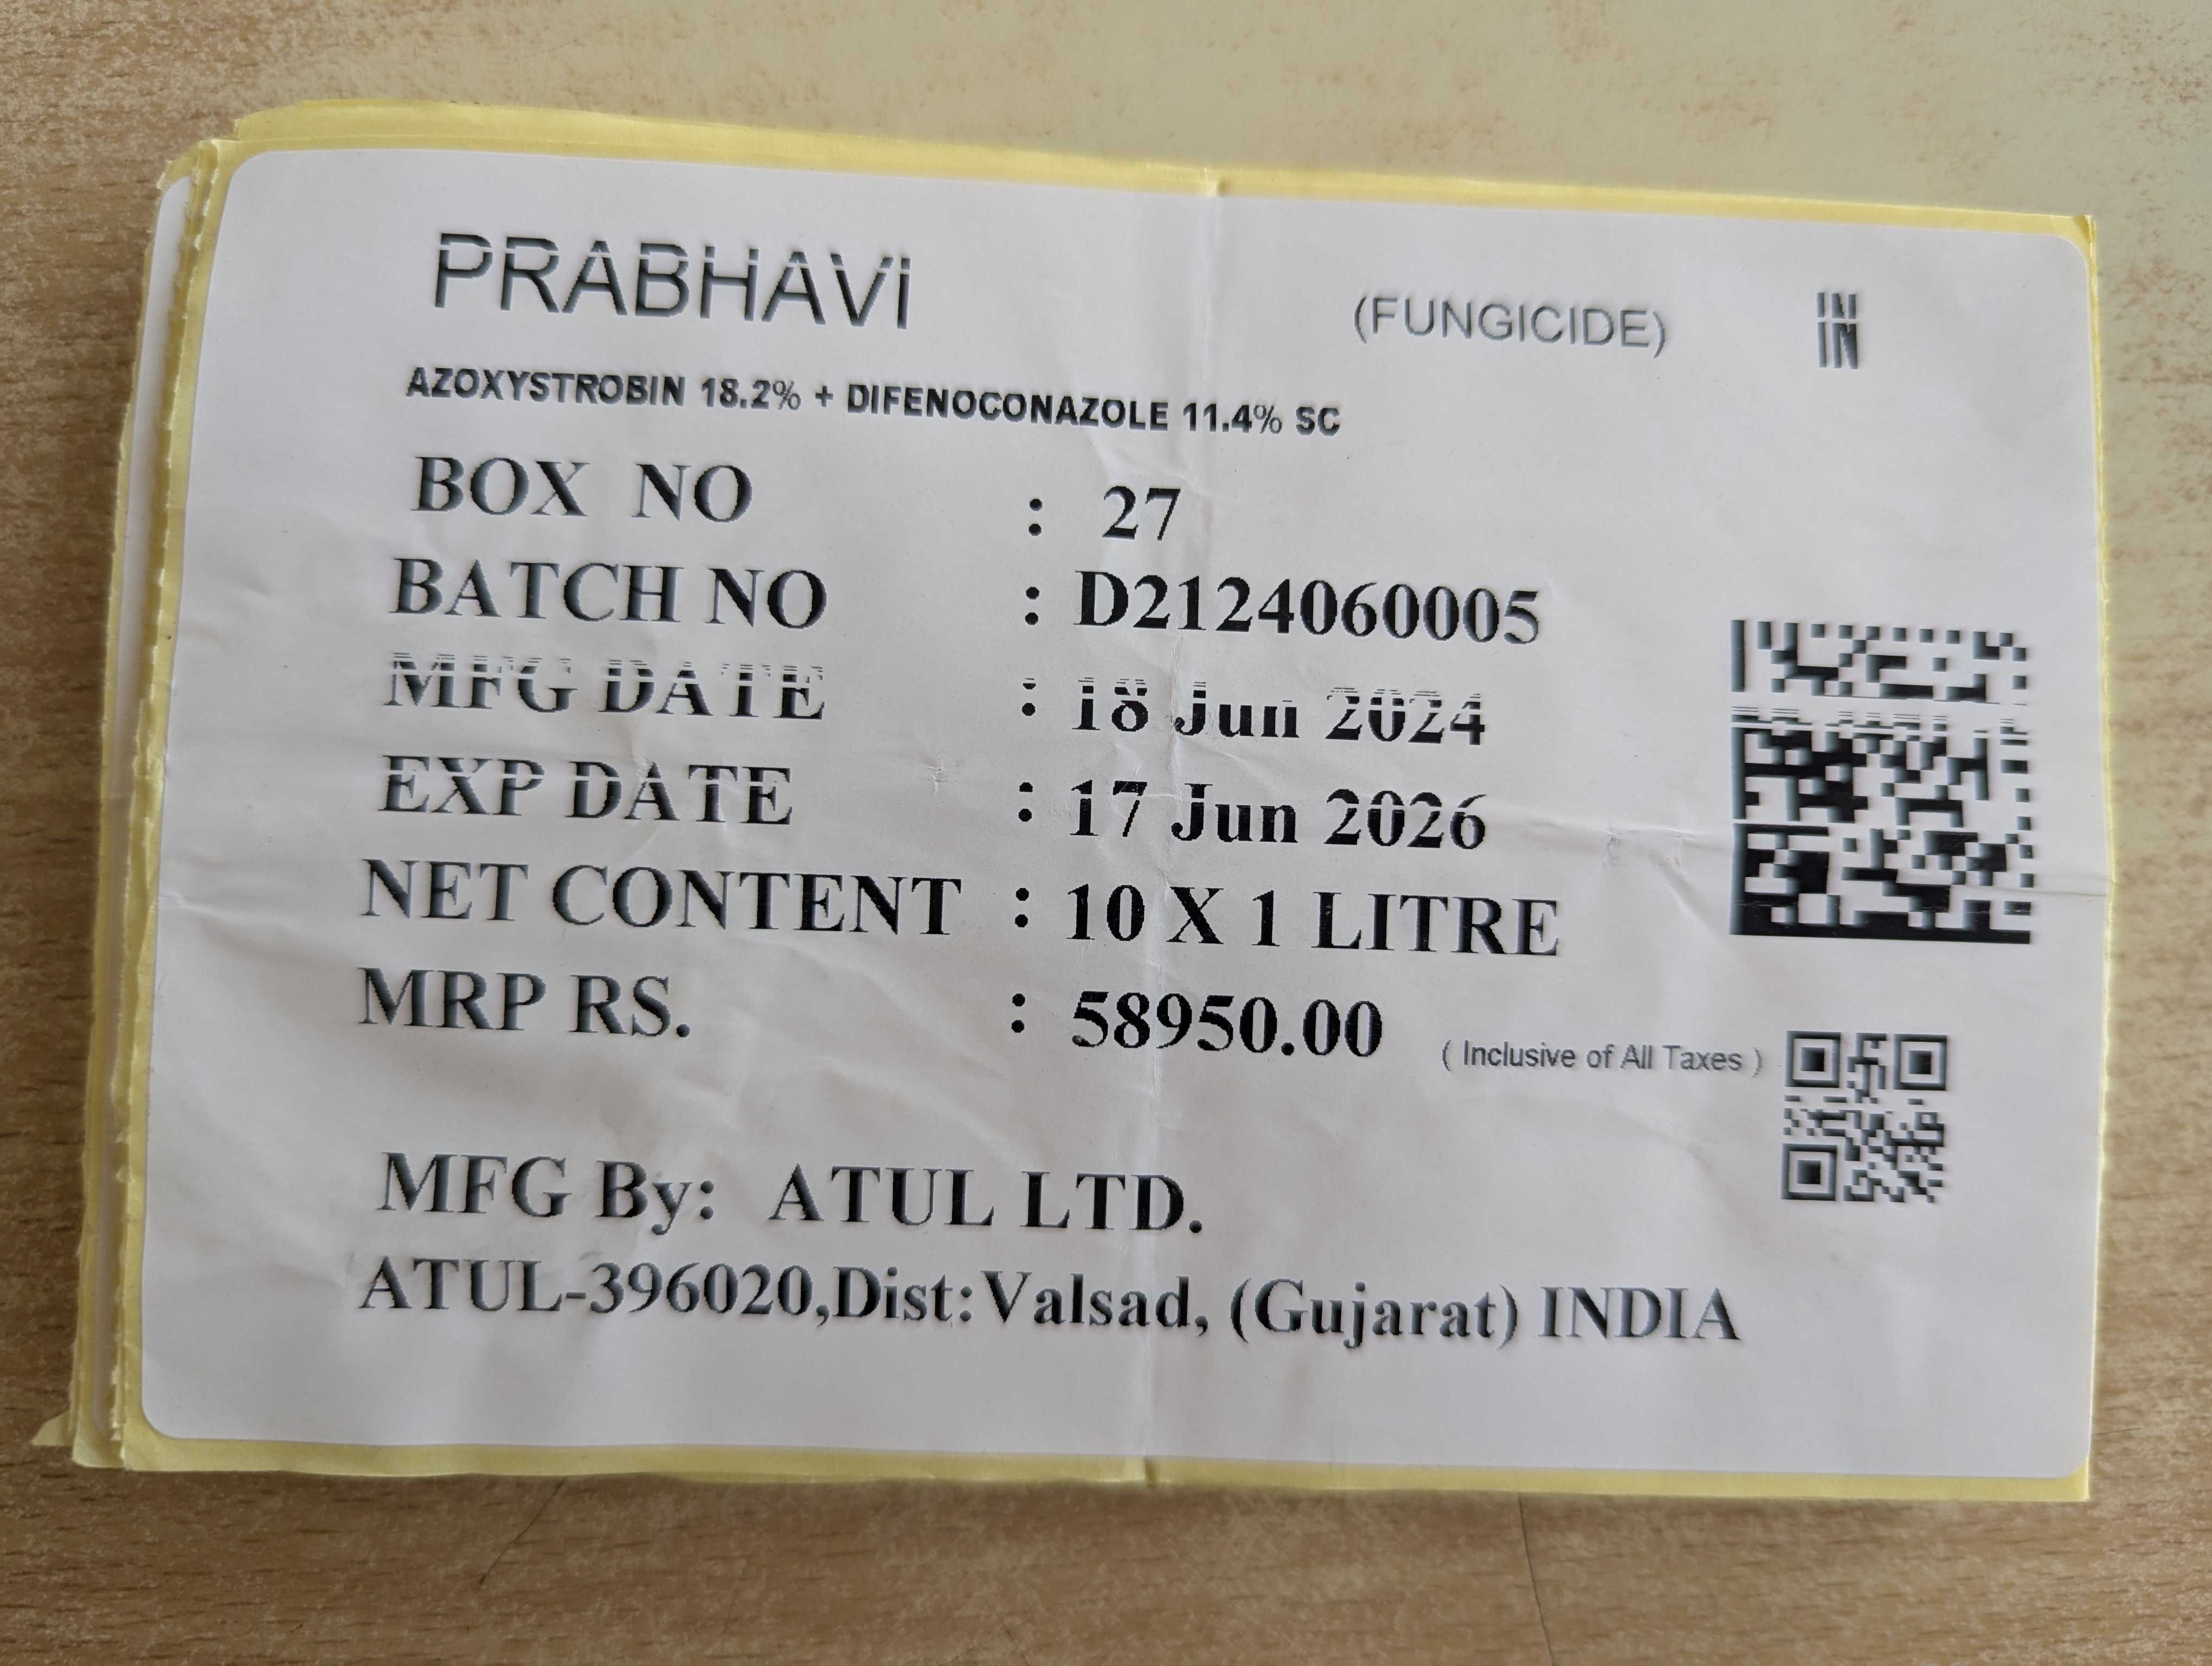 PRABHAVI (FUNGICIDE) IN
AZOXYSTROBIN 18.2% + DIFENOCONAZOLE 11.4% SC
BOX NO : 27
BATCH NO : D2124060005
MFG DATE : 18 Jun 2024
EXP DATE : 17 Jun 2026
NET CONTENT : 10 X 1 LITRE
MRP RS. : 58950.00 ( Inclusive of All Taxes )
MFG By: ATUL LTD.
ATUL-396020,Dist:Valsad, (Gujarat) INDIA